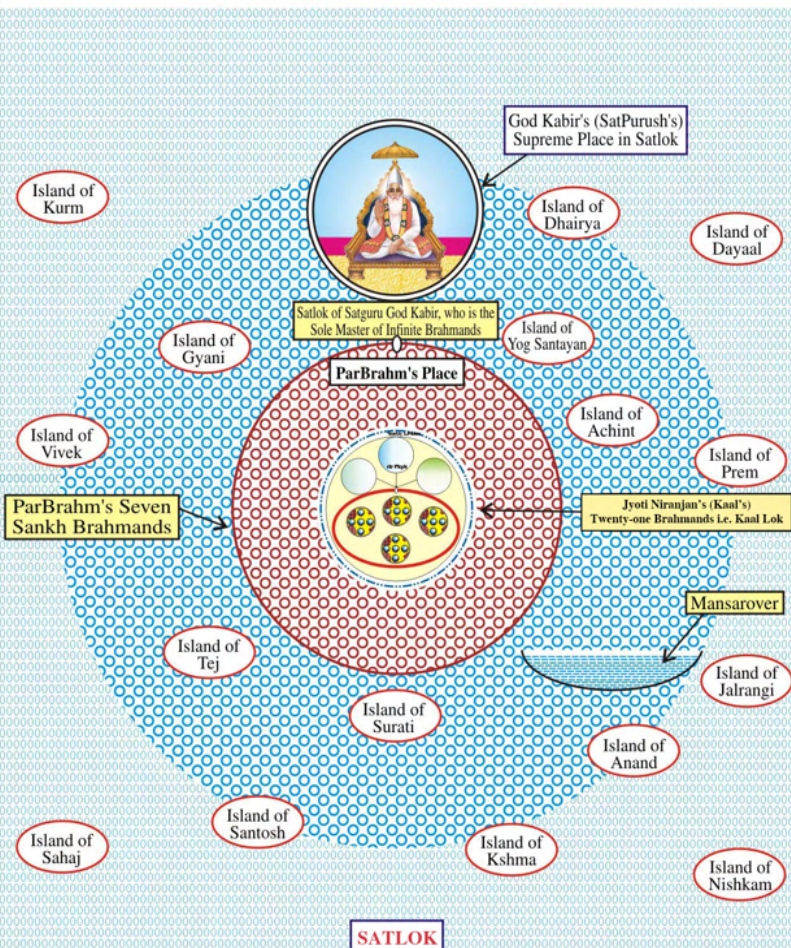 God Kabir's (SatPurush's)
Supreme Place in Satlok
Island of
Kurm
Island of
Dhairya
Island of
Dayaal
Satlok of Satguru God Kabir, who is the
Sole Master of Infinite Brahmands
Island of
Gyani
Island of
Yog Santayan
ParBrahm's Place
Island of
Achint
Island of
Vivek
Island of
Prem
ParBrahm's Seven
Sankh Brahmands
Jyoti Niranjan's (Kaal's)
Twenty-one Brahmands i.e. Kaal Lok
Mansarover
Island of
Tej
Island of
Jalrangi
Island of
Surati
Island of
Anand
Island of
Santosh
Island of
Sahaj
Island of
Kshma
Island of
Nishkam
SATLOK